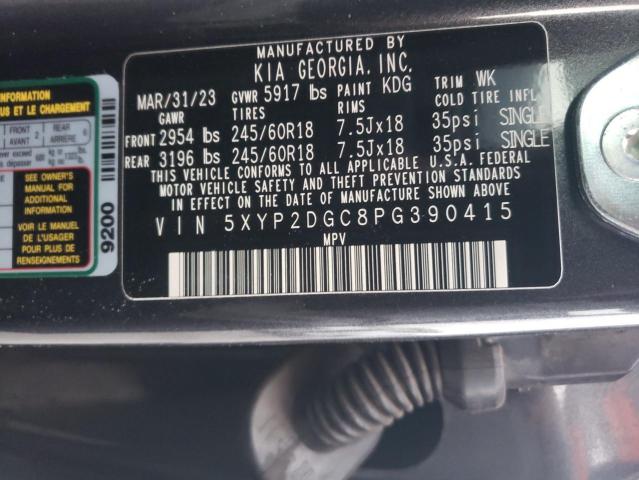 MANUFACTURED BY
KIA GEORGIA, INC.
MAR/31/23 GVWR 5917 lbs PAINT KDG TRIM WK
GAWR TIRES RIMS COLD TIRE INFL
FRONT 2954 lbs 245/60R18 7.5Jx18 35psi SINGLE
REAR 3196 lbs 245/60R18 7.5Jx18 35psi SINGLE
THIS VEHICLE CONFORMS TO ALL APPLICABLE U.S.A. FEDERAL
MOTOR VEHICLE SAFETY AND THEFT PREVENTION STANDARDS
IN EFFECT ON THE DATE OF MANUFACTURE SHOWN ABOVE
VIN 5XYP2DGC8PG390415
MPV
INFORMATION
US ET LE CHARGEMENT
FRONT
AVANT 2 REAR
ARRIERE
SEE OWNER'S
MANUAL FOR
ADDITIONAL
INFORMATION
VOIR LE MANUEL
DE L'USAGER
POUR PLUS DE
RENSEIGNEMENTS
9200